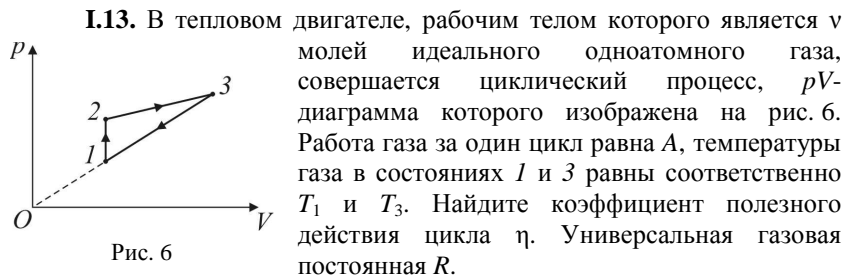 I.13. В тепловом двигателе, рабочим телом которого является ν
молей идеального одноатомного газа,
совершается циклический процесс, pV-
диаграмма которого изображена на рис. 6.
Работа газа за один цикл равна A, температуры
газа в состояниях 1 и 3 равны соответственно
T₁ и T₃. Найдите коэффициент полезного
действия цикла η. Универсальная газовая
постоянная R.
p
3
2
1
O
V
Рис. 6